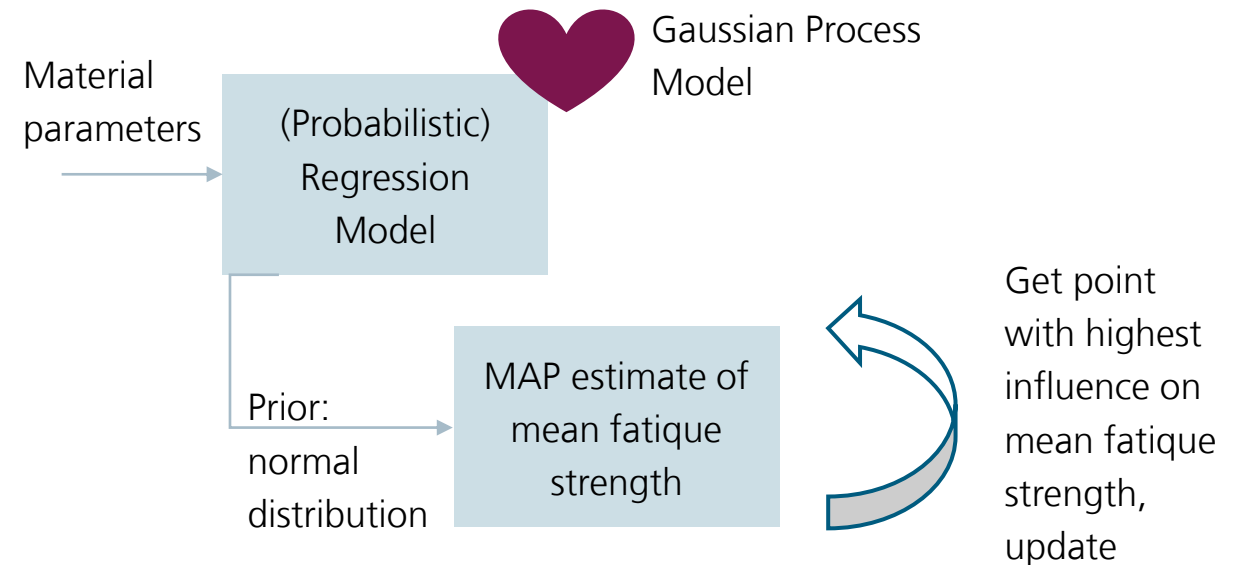 Gaussian Process
Model
Material
parameters
(Probabilistic)
Regression
Model
Prior:
normal
distribution
MAP estimate of
mean fatique
strength
Get point
with highest
influence on
mean fatique
strength,
update